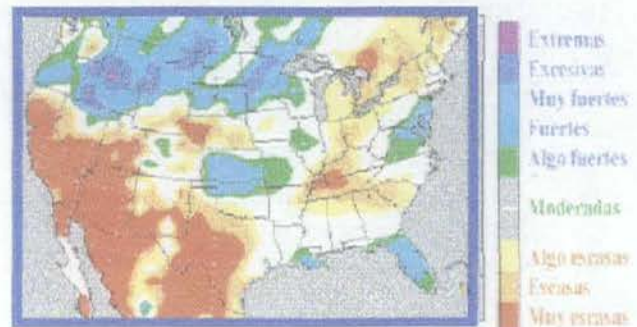 Extremas
Excesivas
Muy fuertes
Fuertes
Algo fuertes
Moderadas
Algo escasas
Escasas
Muy escasas